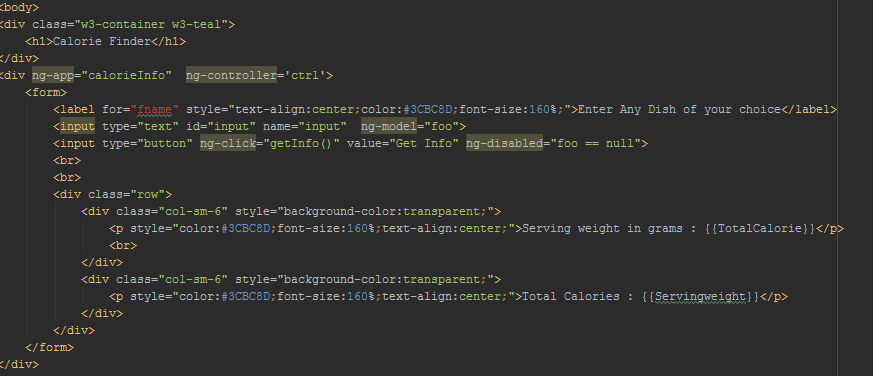 <body>
<div class="w3-container w3-teal">
    <h1>Calorie Finder</h1>
</div>
<div ng-app="calorieInfo"  ng-controller='ctrl'>
    <form>
        <label for="fname" style="text-align:center;color:#3CBC8D;font-size:160%;">Enter Any Dish of your choice</label>
        <input type="text" id="input" name="input"  ng-model="foo">
        <input type="button" ng-click="getInfo()" value="Get Info" ng-disabled="foo == null">
        <br>
        <br>
        <div class="row">
            <div class="col-sm-6" style="background-color:transparent;">
                <p style="color:#3CBC8D;font-size:160%;text-align:center;">Serving weight in grams : {{TotalCalorie}}</p>
                <br>
            </div>
            <div class="col-sm-6" style="background-color:transparent;">
                <p style="color:#3CBC8D;font-size:160%;text-align:center;">Total Calories : {{Servingweight}}</p>
            </div>
        </div>
    </form>
</div>